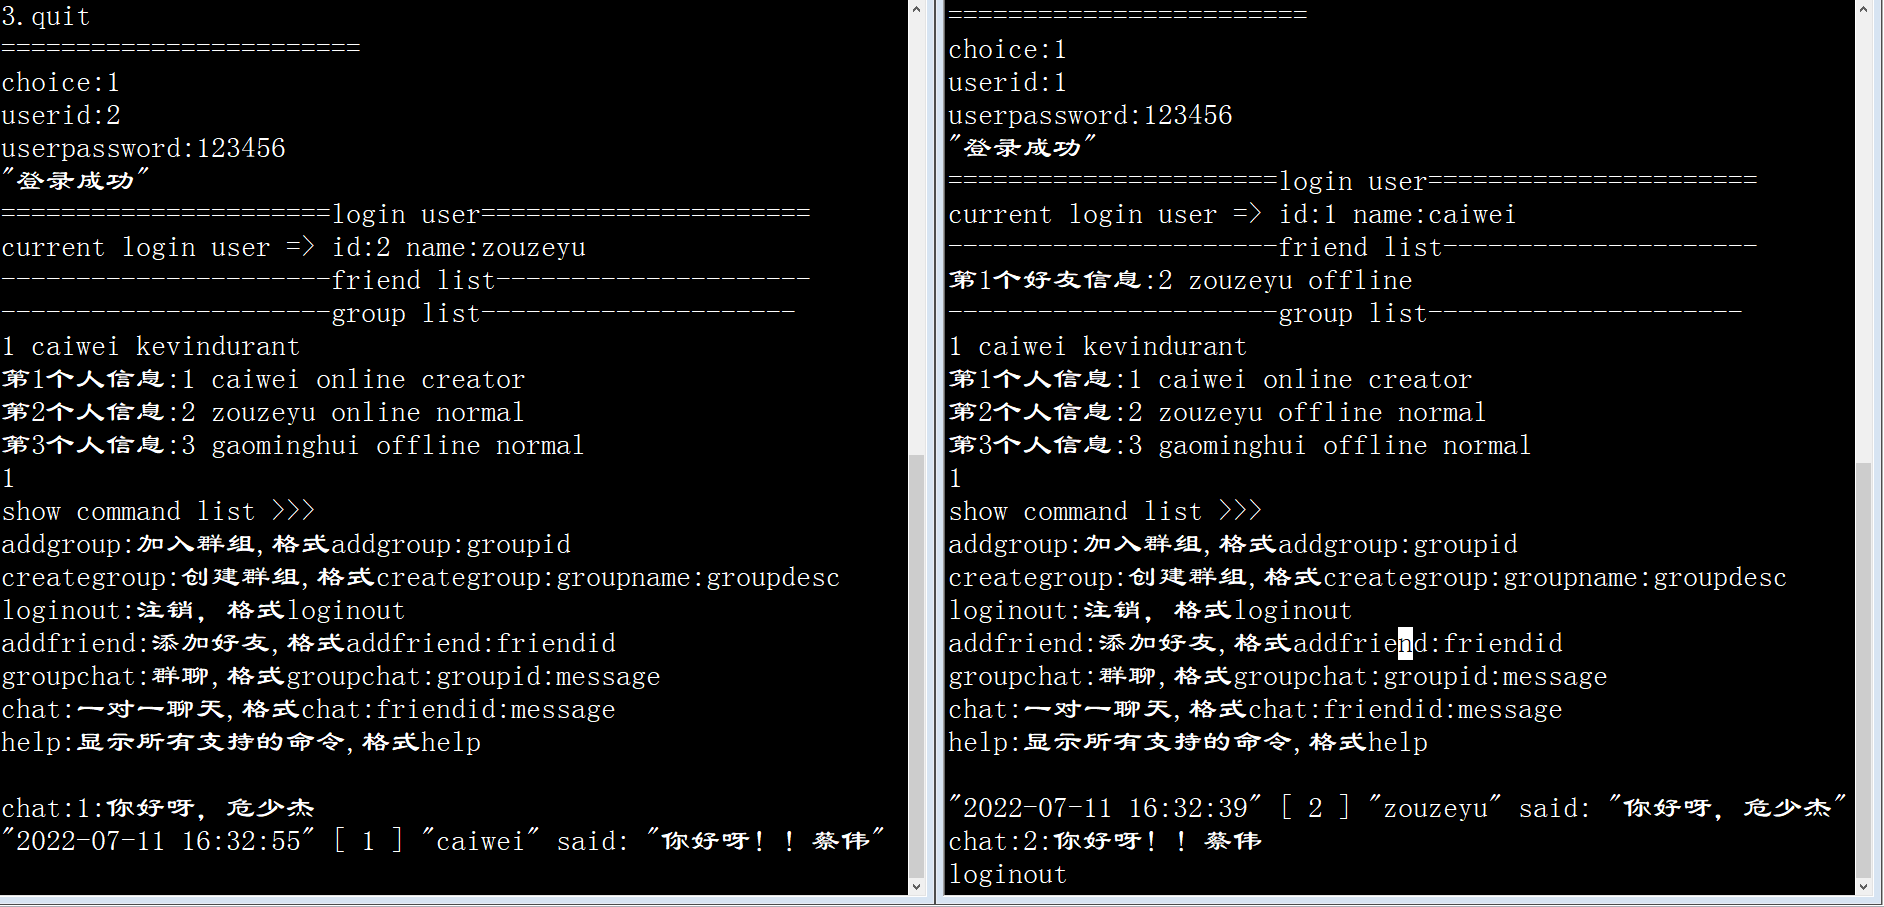 3.quit
========================
choice:1
userid:2
userpassword:123456
"登录成功"
======================login user======================
current login user => id:2 name:zouzeyu
----------------------friend list---------------------
----------------------group list---------------------
1 caiwei kevindurant
第1个人信息:1 caiwei online creator
第2个人信息:2 zouzeyu online normal
第3个人信息:3 gaominghui offline normal
1
show command list >>>
addgroup:加入群组,格式addgroup:groupid
creategroup:创建群组,格式creategroup:groupname:groupdesc
loginout:注销, 格式loginout
addfriend:添加好友,格式addfriend:friendid
groupchat:群聊,格式groupchat:groupid:message
chat:一对一聊天,格式chat:friendid:message
help:显示所有支持的命令,格式help
chat:1:你好呀, 危少杰
"2022-07-11 16:32:55" [ 1 ] "caiwei" said: "你好呀!！蔡伟"
========================
choice:1
userid:1
userpassword:123456
"登录成功"
======================login user======================
current login user => id:1 name:caiwei
----------------------friend list---------------------
第1个好友信息:2 zouzeyu offline
----------------------group list---------------------
1 caiwei kevindurant
第1个人信息:1 caiwei online creator
第2个人信息:2 zouzeyu offline normal
第3个人信息:3 gaominghui offline normal
1
show command list >>>
addgroup:加入群组,格式addgroup:groupid
creategroup:创建群组,格式creategroup:groupname:groupdesc
loginout:注销, 格式loginout
addfriend:添加好友,格式addfriend:friendid
groupchat:群聊,格式groupchat:groupid:message
chat:一对一聊天,格式chat:friendid:message
help:显示所有支持的命令,格式help
"2022-07-11 16:32:39" [ 2 ] "zouzeyu" said: "你好呀, 危少杰"
chat:2:你好呀!！蔡伟
loginout